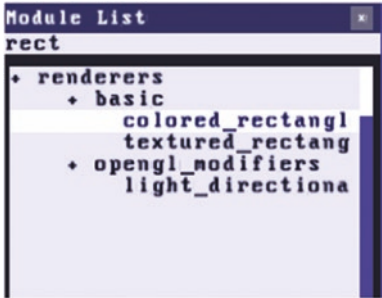 Module List
rect
+ renderers
+ basic
colored_rectangl
textured_rectang
+ opengl_modifiers
light_directiona